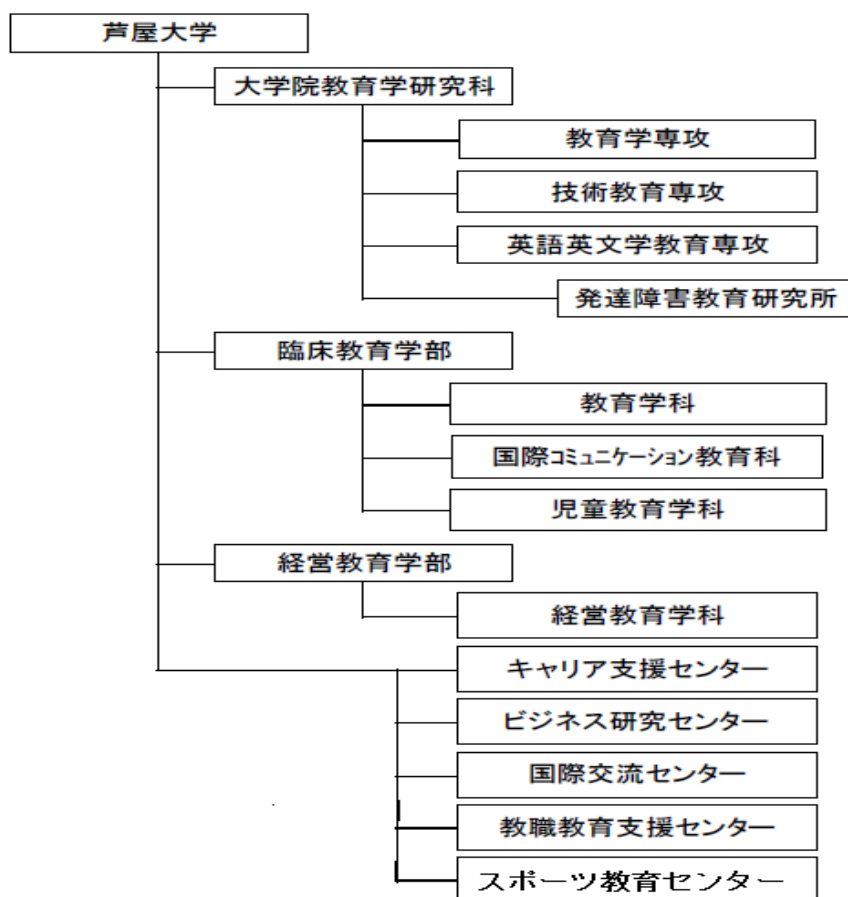 芦屋大学
大学院教育学研究科
教育学専攻
技術教育専攻
英語英文学教育専攻
発達障害教育研究所
臨床教育学部
教育学科
国際コミュニケーション教育科
児童教育学科
経営教育学部
経営教育学科
キャリア支援センター
ビジネス研究センター
国際交流センター
教職教育支援センター
スポーツ教育センター